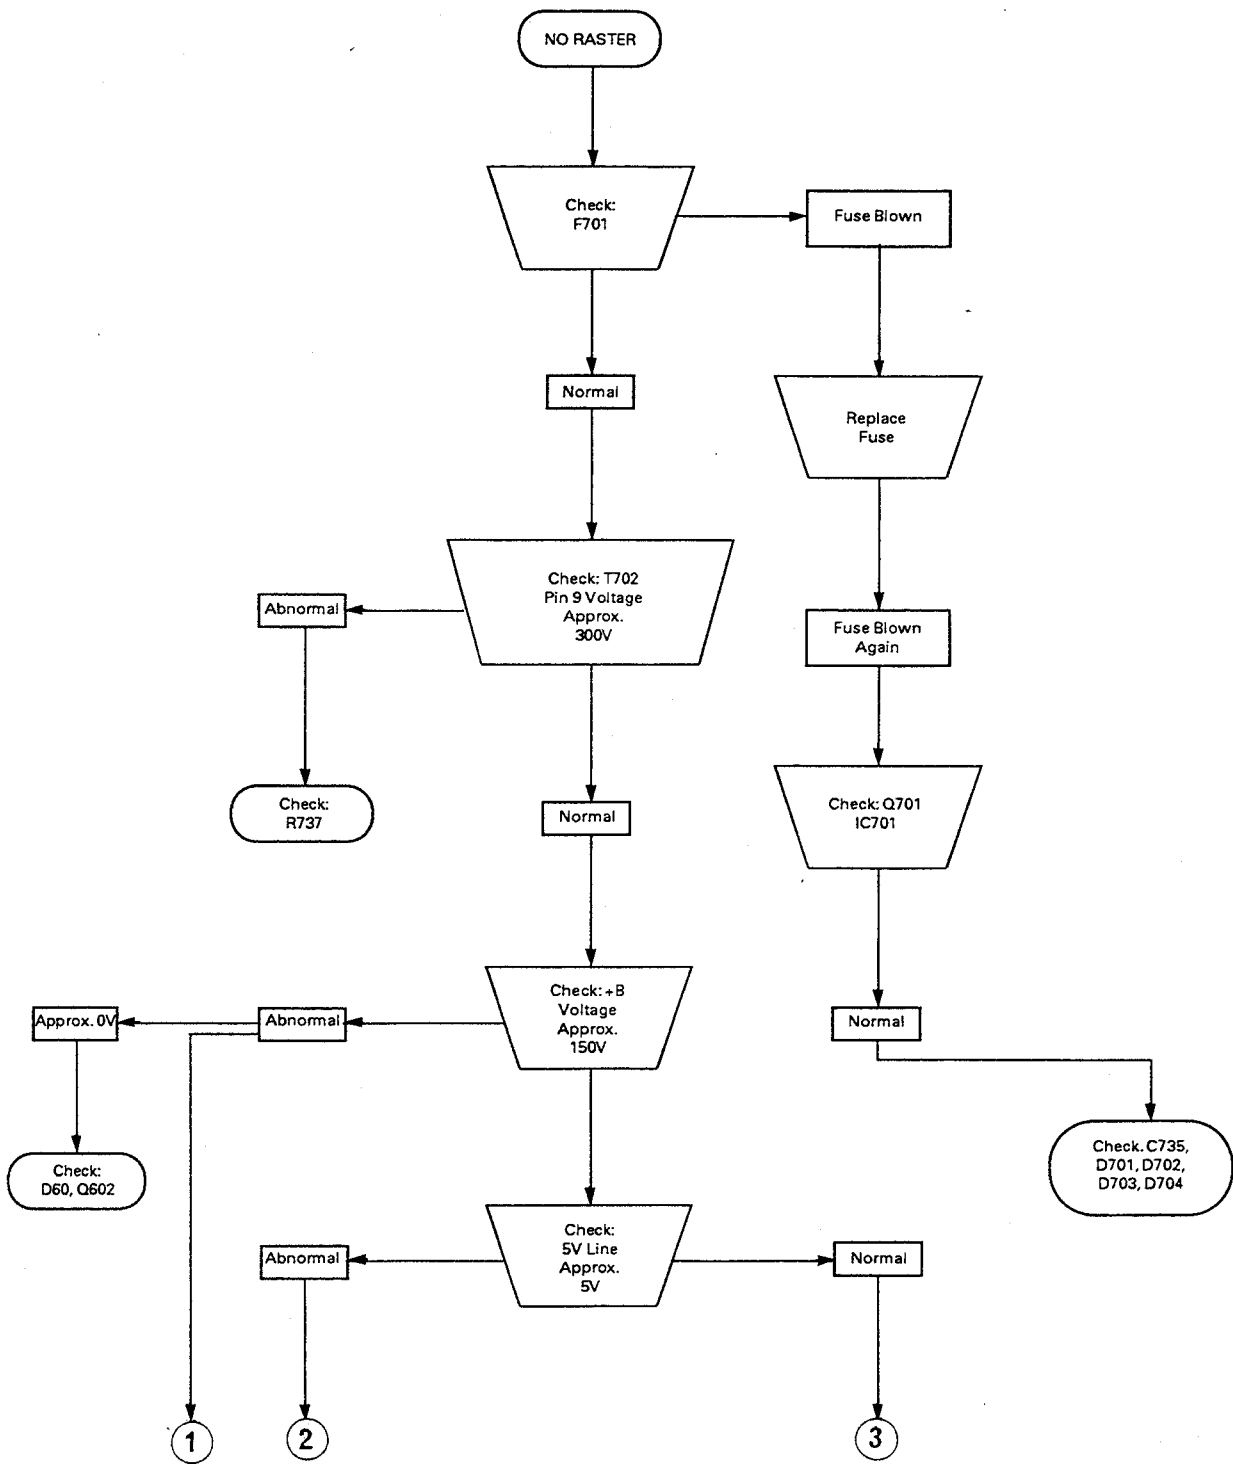 NO RASTER
Check:
F701
Fuse Blown
Normal
Replace
Fuse
Check: T702
Pin 9 Voltage
Approx.
300V
Abnormal
Fuse Blown
Again
Check:
R737
Normal
Check: Q701
IC701
Check: +B
Voltage
Approx.
150V
Abnormal
Approx. 0V
Normal
Check:
D60, Q602
Check. C735,
D701, D702,
D703, D704
Check:
5V Line
Approx.
5V
Abnormal
Normal
1
2
3